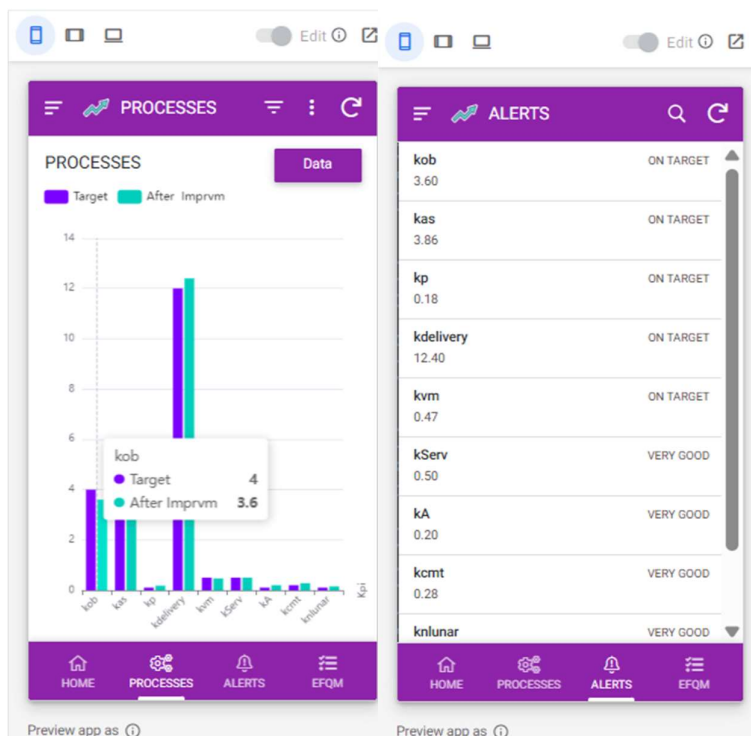 Edit
PROCESSES
PROCESSES
Data
Target After Imprvm
14
12
10
8
6
4
2
0
kob
Target 4
After Imprvm 3.6
kob kas kp kdelivery kvm kServ kA kcmt knlunar
Kpi
HOME PROCESSES ALERTS EFQM
Preview app as
Edit
ALERTS
kob ON TARGET
3.60
kas ON TARGET
3.86
kp ON TARGET
0.18
kdelivery ON TARGET
12.40
kvm ON TARGET
0.47
kServ VERY GOOD
0.50
kA VERY GOOD
0.20
kcmt VERY GOOD
0.28
knlunar VERY GOOD
HOME PROCESSES ALERTS EFQM
Preview app as